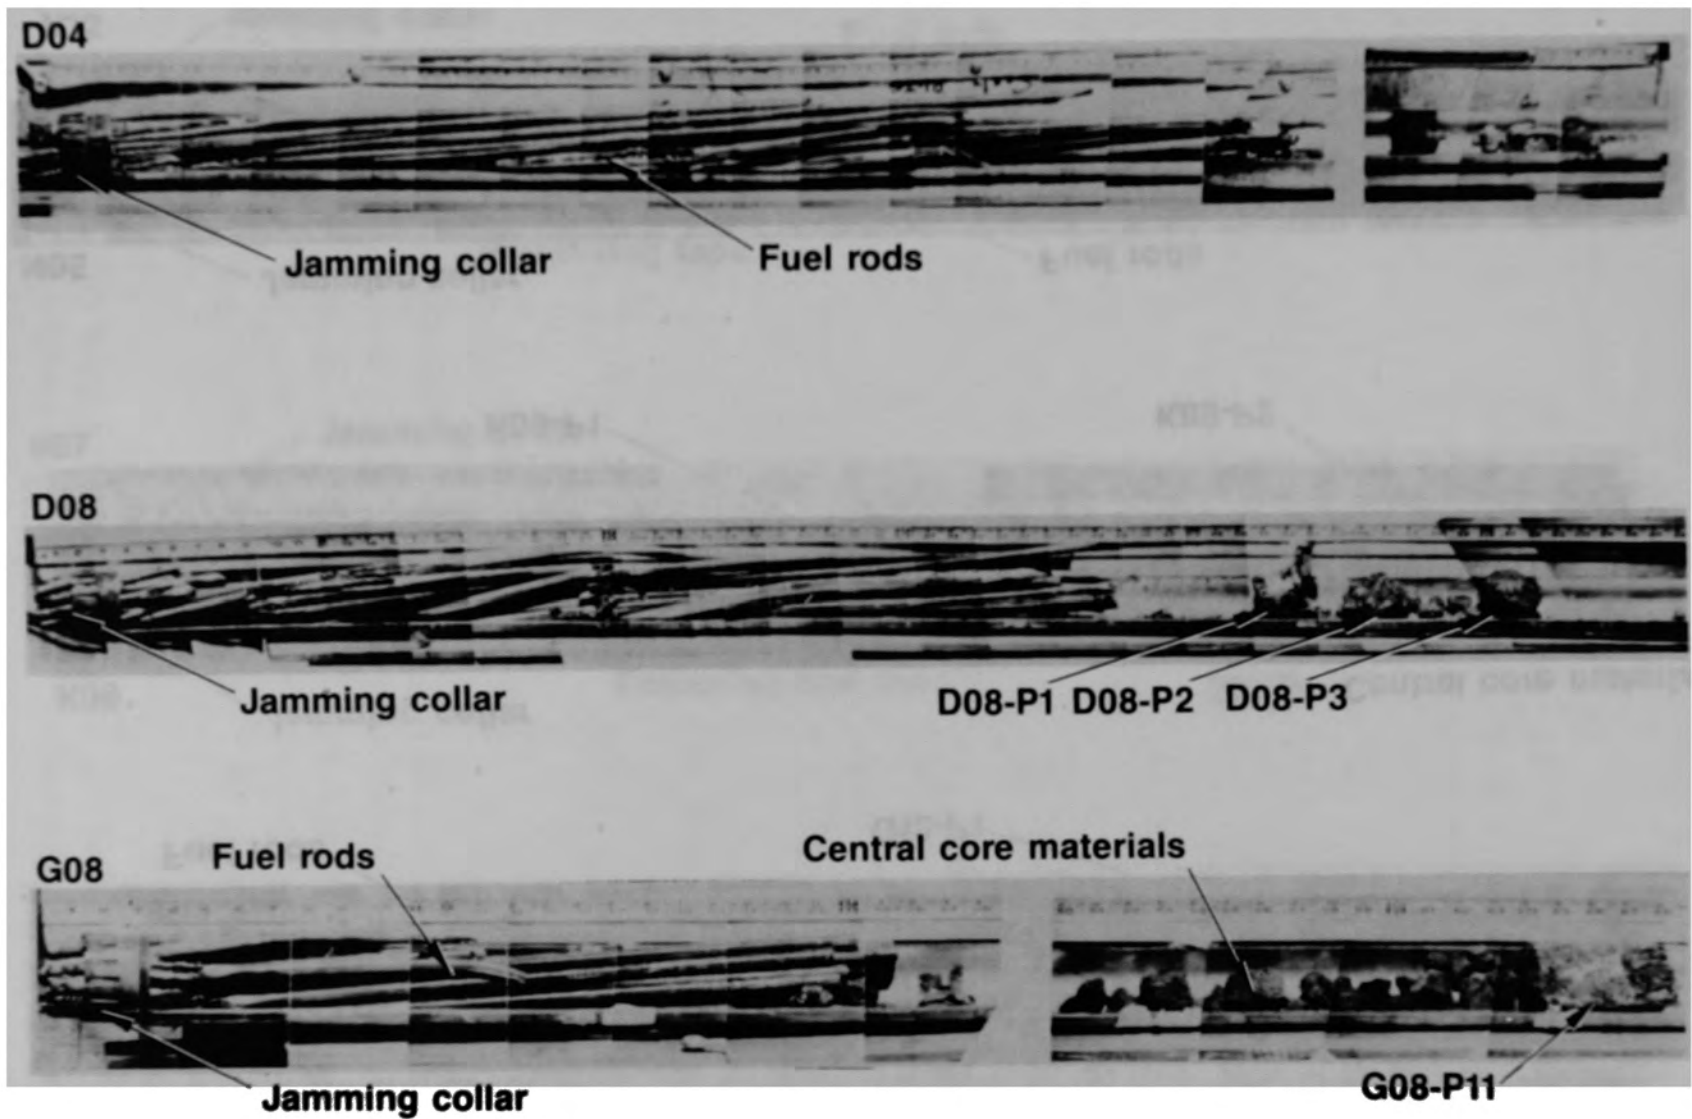 D04
Jamming collar
Fuel rods
D08
Jamming collar
D08-P1 D08-P2 D08-P3
G08
Fuel rods
Central core materials
Jamming collar
G08-P11